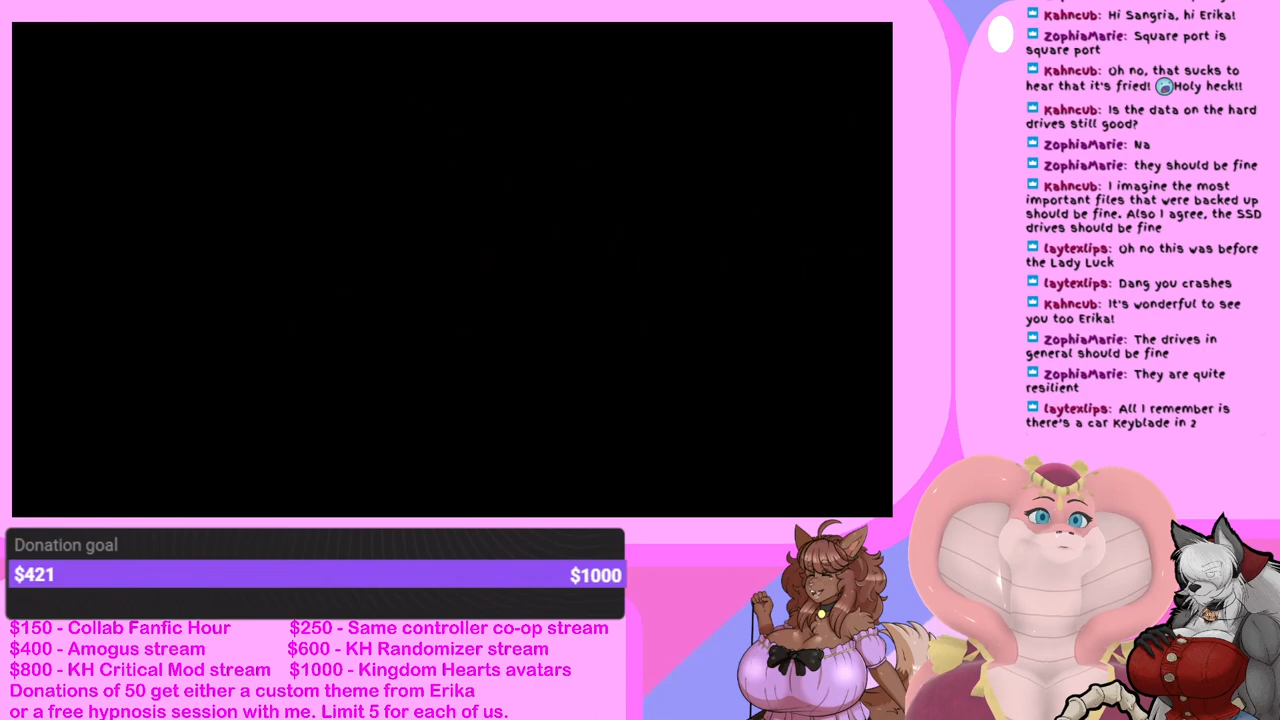 Kahncub: Hi Sangria, hi Erika!
ZophiaMarie: Square port is
square port
Kahncub: Oh no, that sucks to
hear that it's fried! Holy heck!!
Kahncub: Is the data on the hard
drives still good?
ZophiaMarie: Na
ZophiaMarie: they should be fine
Kahncub: I imagine the most
important files that were backed up
should be fine. Also I agree, the SSD
drives should be fine
laytexlips: Oh no this was before
the Lady Luck
laytexlips: Dang you crashes
Kahncub: It's wonderful to see
you too Erika!
ZophiaMarie: The drives in
general should be fine
ZophiaMarie: They are quite
resilient
laytexlips: All I remember is
there's a car Keyblade in 2
Donation goal
$421 $1000
$150 - Collab Fanfic Hour $250 - Same controller co-op stream
$400 - Amogus stream $600 - KH Randomizer stream
$800 - KH Critical Mod stream $1000 - Kingdom Hearts avatars
Donations of 50 get either a custom theme from Erika
or a free hypnosis session with me. Limit 5 for each of us.